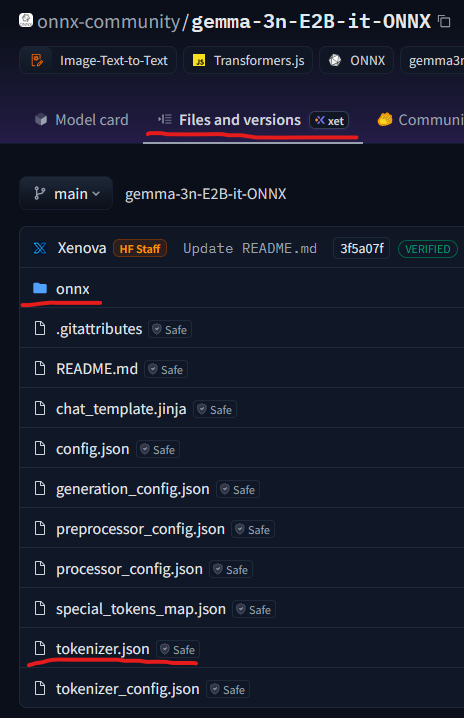 onnx-community/gemma-3n-E2B-it-ONNX
Image-Text-to-Text JS Transformers.js ONNX gemma3
Model card Files and versions xet Communi
main gemma-3n-E2B-it-ONNX
Xenova HF Staff Update README.md 3f5a07f VERIFIED
onnx
.gitattributes Safe
README.md Safe
chat_template.jinja Safe
config.json Safe
generation_config.json Safe
preprocessor_config.json Safe
processor_config.json Safe
special_tokens_map.json Safe
tokenizer.json Safe
tokenizer_config.json Safe